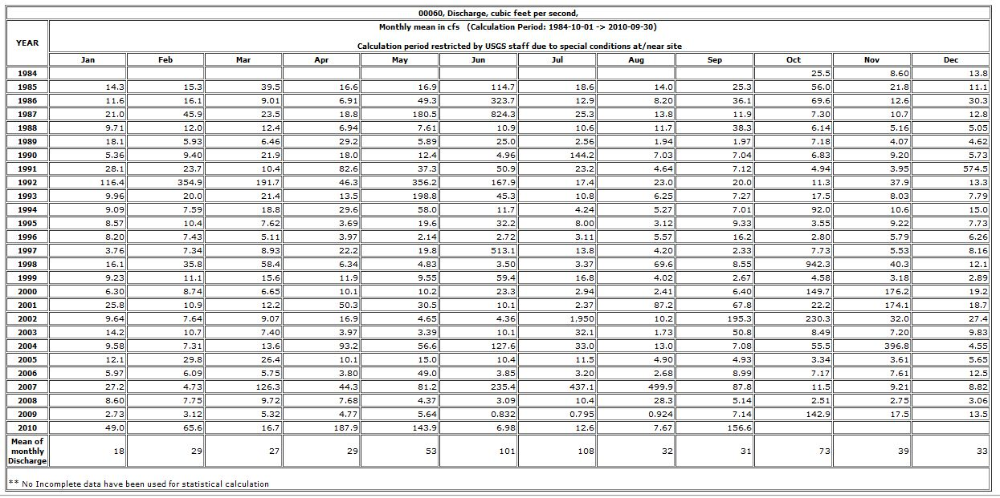 00060, Discharge, cubic feet per second,
YEAR
Monthly mean in cfs (Calculation Period: 1984-10-01 -> 2010-09-30)
Calculation period restricted by USGS staff due to special conditions at/near site
Jan Feb Mar Apr May Jun Jul Aug Sep Oct Nov Dec
1984 25.5 8.60 13.8
1985 14.3 15.3 39.5 16.6 16.9 114.7 18.6 14.0 25.3 56.0 21.8 11.1
1986 11.6 16.1 9.01 6.91 49.3 323.7 12.9 8.20 36.1 69.6 12.6 30.3
1987 21.0 45.9 23.5 18.8 180.5 824.3 25.3 13.8 11.9 7.30 10.7 12.8
1988 9.71 12.0 12.4 6.94 7.61 10.9 10.6 11.7 38.3 6.14 5.16 5.05
1989 18.1 5.93 6.46 29.2 5.89 25.0 2.56 1.94 1.97 7.18 4.07 4.62
1990 5.36 9.40 21.9 18.0 12.4 4.96 144.2 7.03 7.04 6.83 9.20 5.73
1991 28.1 23.7 10.4 82.6 37.3 50.9 23.2 4.64 7.12 4.94 3.95 574.5
1992 116.4 354.9 191.7 46.3 356.2 167.9 17.4 23.0 20.0 11.3 37.9 13.3
1993 9.96 20.0 21.4 13.5 198.8 45.3 10.8 6.25 7.27 17.5 8.03 7.79
1994 9.09 7.59 18.8 29.6 58.0 11.7 4.24 5.27 7.01 92.0 10.6 15.0
1995 8.57 10.4 7.62 3.69 19.6 32.2 8.00 3.12 9.33 3.55 9.22 7.73
1996 8.20 7.43 5.11 3.97 2.14 2.72 3.11 5.57 16.2 2.80 5.79 6.26
1997 3.76 7.34 8.93 22.2 19.8 513.1 13.8 4.20 2.33 7.73 5.53 8.16
1998 16.1 35.8 58.4 6.34 4.83 3.50 3.37 69.6 8.55 942.3 40.3 12.1
1999 9.23 11.1 15.6 11.9 9.55 59.4 16.8 4.02 2.67 4.58 3.18 2.89
2000 6.30 8.74 6.65 10.1 10.2 23.3 2.94 2.41 6.40 149.7 176.2 19.2
2001 25.8 10.9 12.2 50.3 30.5 10.1 2.37 87.2 67.8 22.2 174.1 18.7
2002 9.64 7.64 9.07 16.9 4.65 4.36 1,950 10.2 195.3 230.3 32.0 27.4
2003 14.2 10.7 7.40 3.97 3.39 10.1 32.1 1.73 50.8 8.49 7.20 9.83
2004 9.58 7.31 13.6 93.2 56.6 127.6 33.0 13.0 7.08 55.5 396.8 4.55
2005 12.1 29.8 26.4 10.1 15.0 10.4 11.5 4.90 4.93 3.34 3.61 5.65
2006 5.97 6.09 5.75 3.80 49.0 3.85 3.20 2.68 8.99 7.17 7.61 12.5
2007 27.2 4.73 126.3 44.3 81.2 235.4 437.1 499.9 87.8 11.5 9.21 8.82
2008 8.60 7.75 9.72 7.68 4.37 3.09 10.4 28.3 5.14 2.51 2.75 3.06
2009 2.73 3.12 5.32 4.77 5.64 0.832 0.795 0.924 7.14 142.9 17.5 13.5
2010 49.0 65.6 16.7 187.9 143.9 6.98 12.6 7.67 156.6
Mean of
monthly
Discharge
18 29 27 29 53 101 108 32 31 73 39 33
** No Incomplete data have been used for statistical calculation